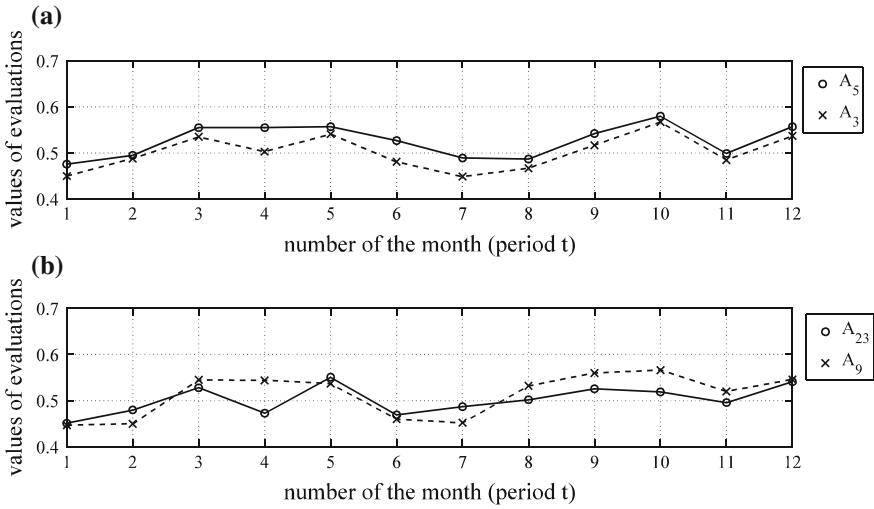 (a)
values of evaluations
0.7
0.6
0.5
0.4
1 2 3 4 5 6 7 8 9 10 11 12
number of the month (period t)
A5
A3
(b)
values of evaluations
0.7
0.6
0.5
0.4
1 2 3 4 5 6 7 8 9 10 11 12
number of the month (period t)
A23
A9